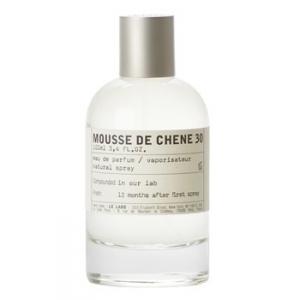 MOUSSE DE CHENE 30
100ml 3,4 FL.OZ.
eau de parfum / vaporisateur
natural spray
Compounded in our lab
fresh 12 months after first spray
LE LABO